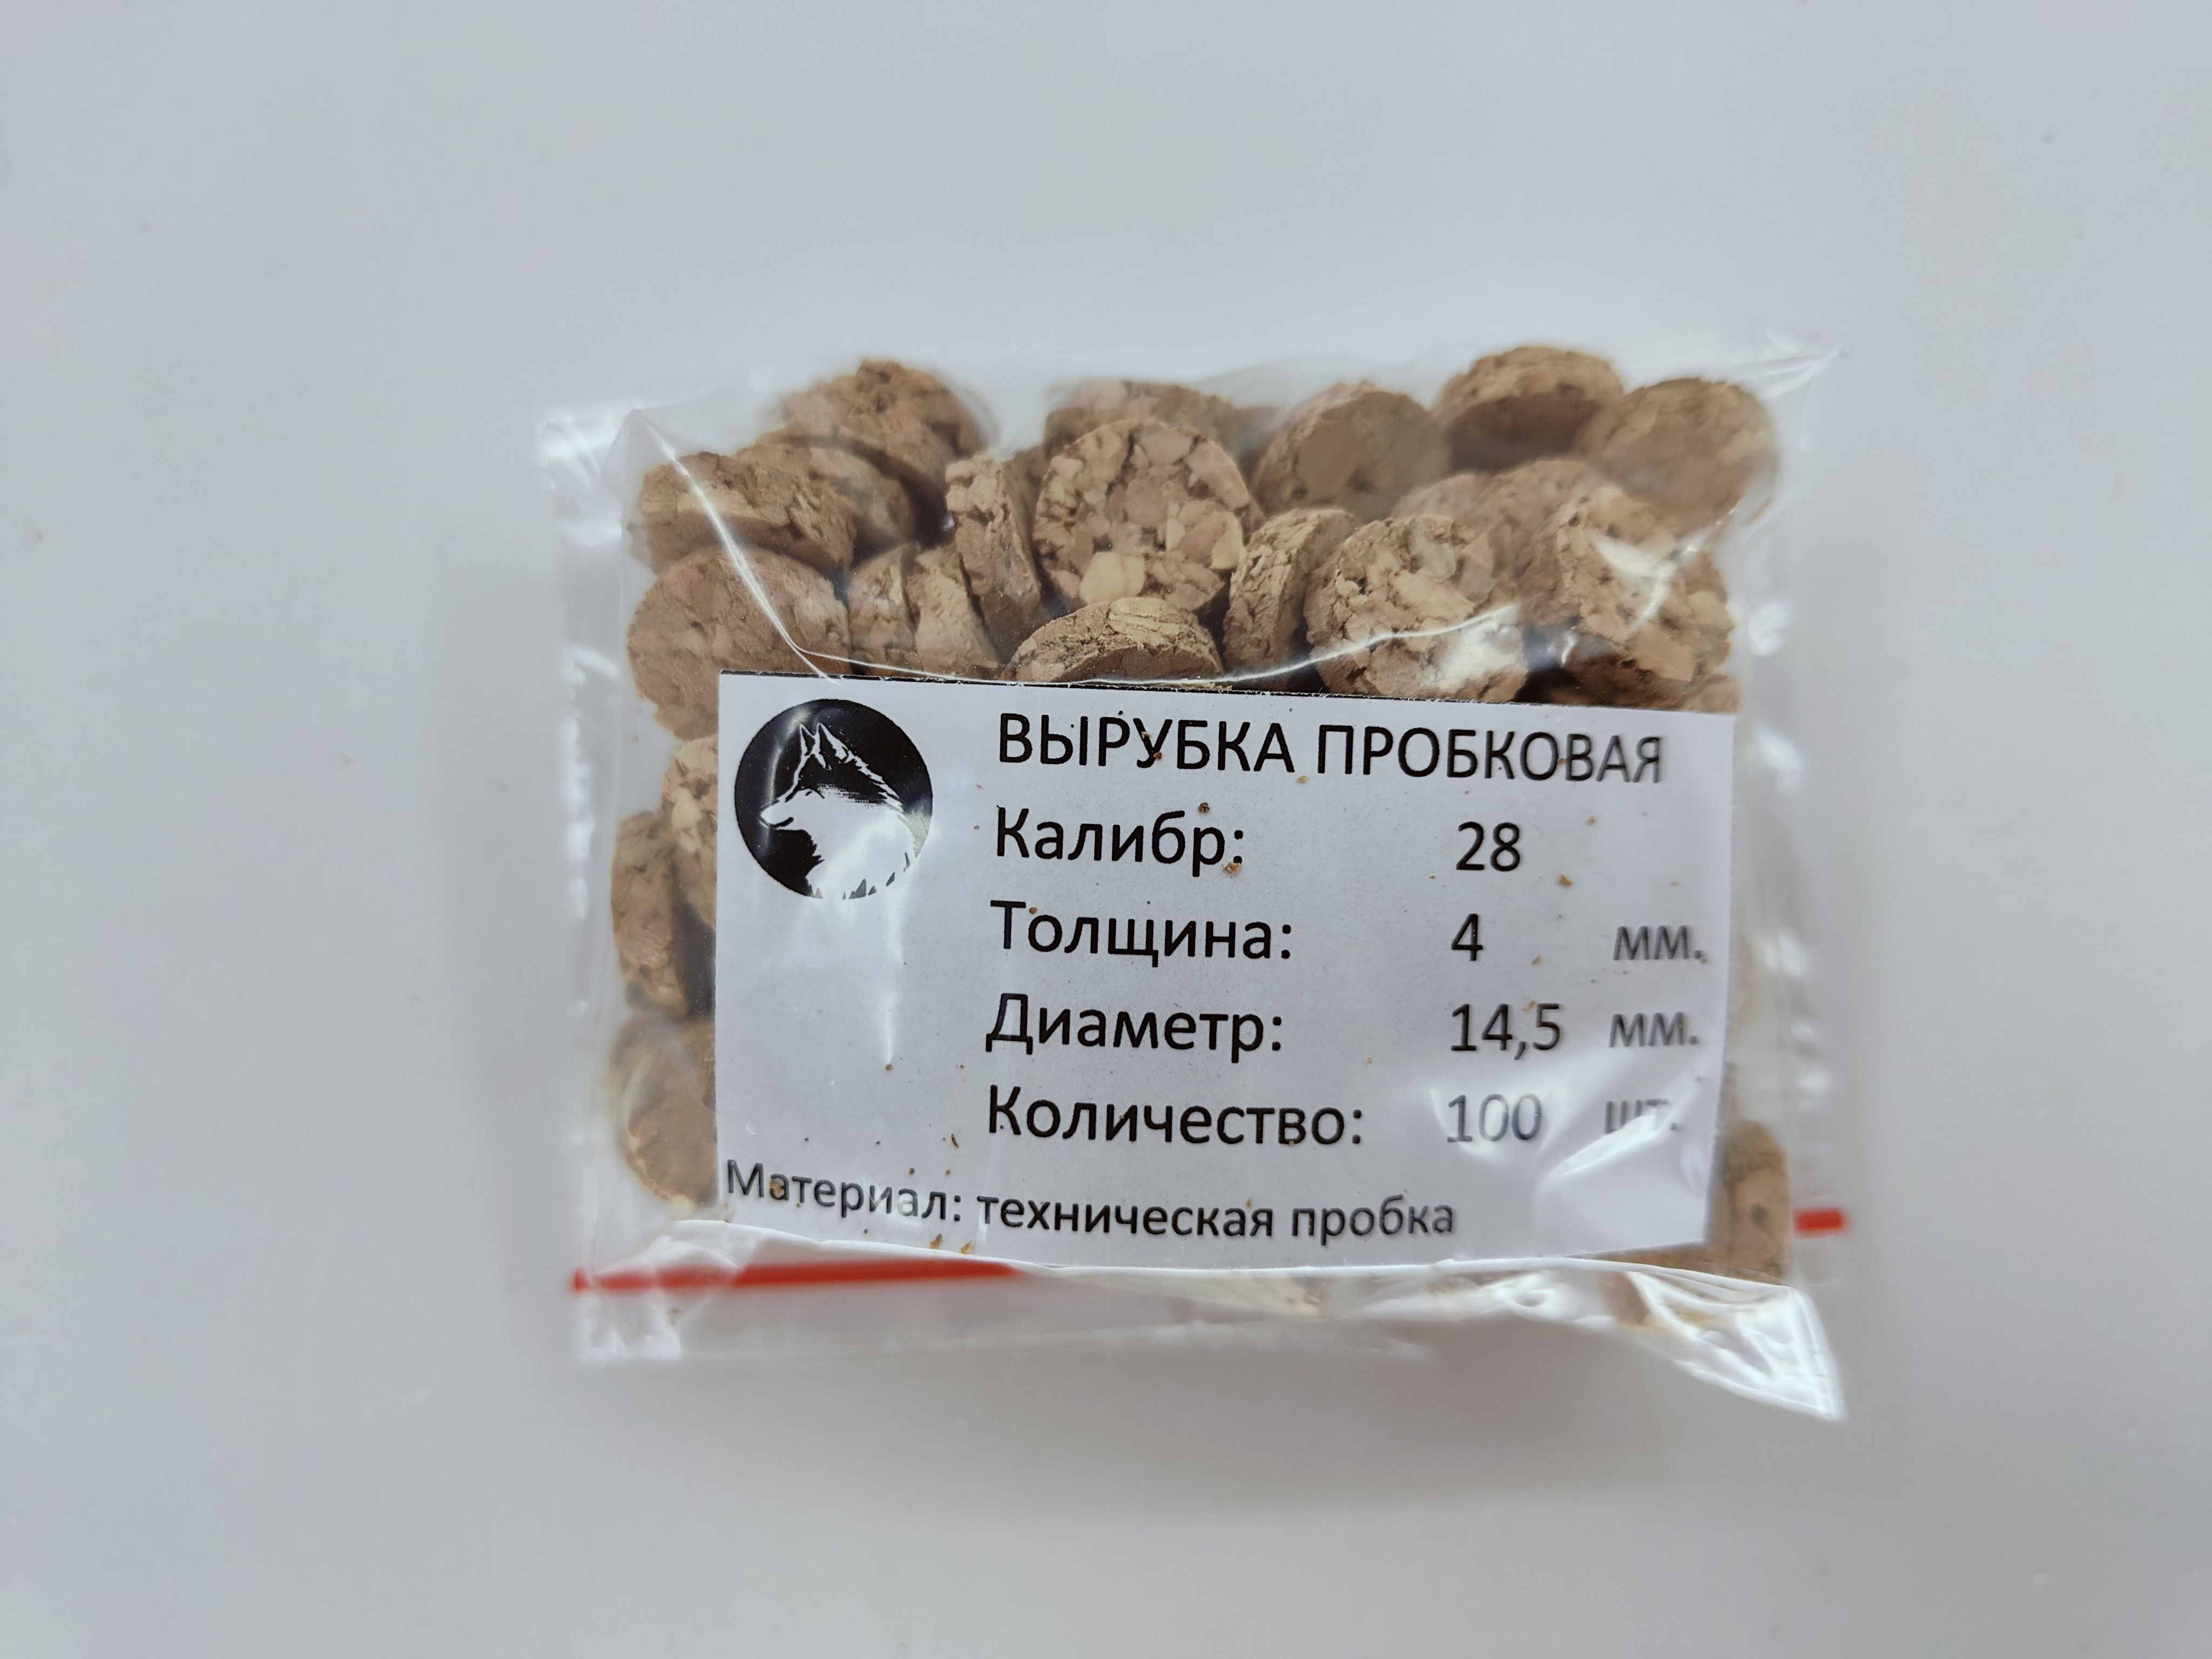 ВЫРУБКА ПРОБКОВАЯ
Калибр: 28
Толщина: 4 мм.
Диаметр: 14,5 мм.
Количество: 100 шт.
Материал: техническая пробка